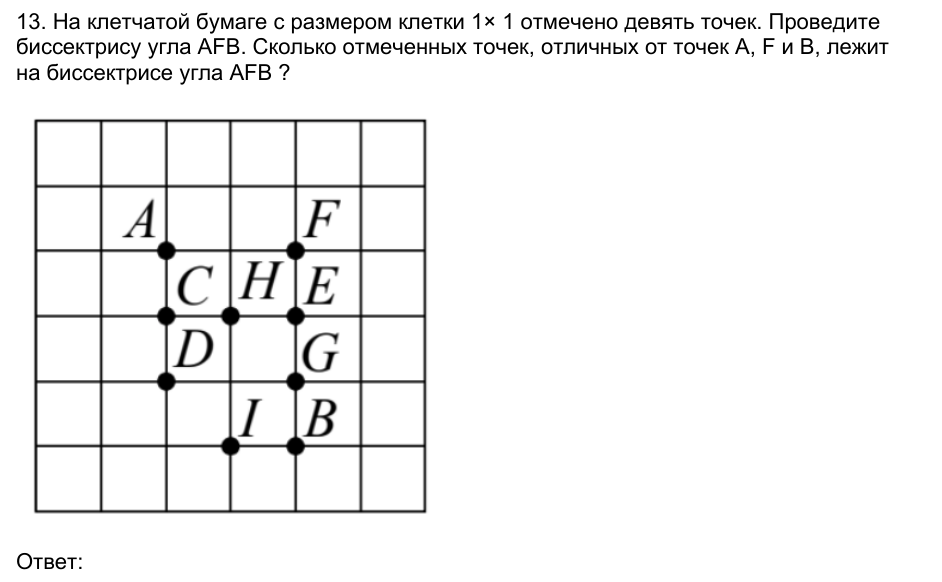 13. На клетчатой бумаге с размером клетки 1× 1 отмечено девять точек. Проведите
биссектрису угла AFB. Сколько отмеченных точек, отличных от точек A, F и B, лежит
на биссектрисе угла AFB ?
A F
C H E
D G
I B
Ответ: